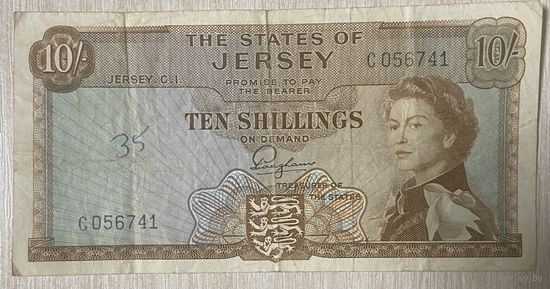 10/-
THE STATES OF
JERSEY
C 056741
10/-
JERSEY. C.I.
PROMISE TO PAY
THE BEARER
TEN SHILLINGS
ON DEMAND
35
TREASURER OF
THE STATES
C 056741